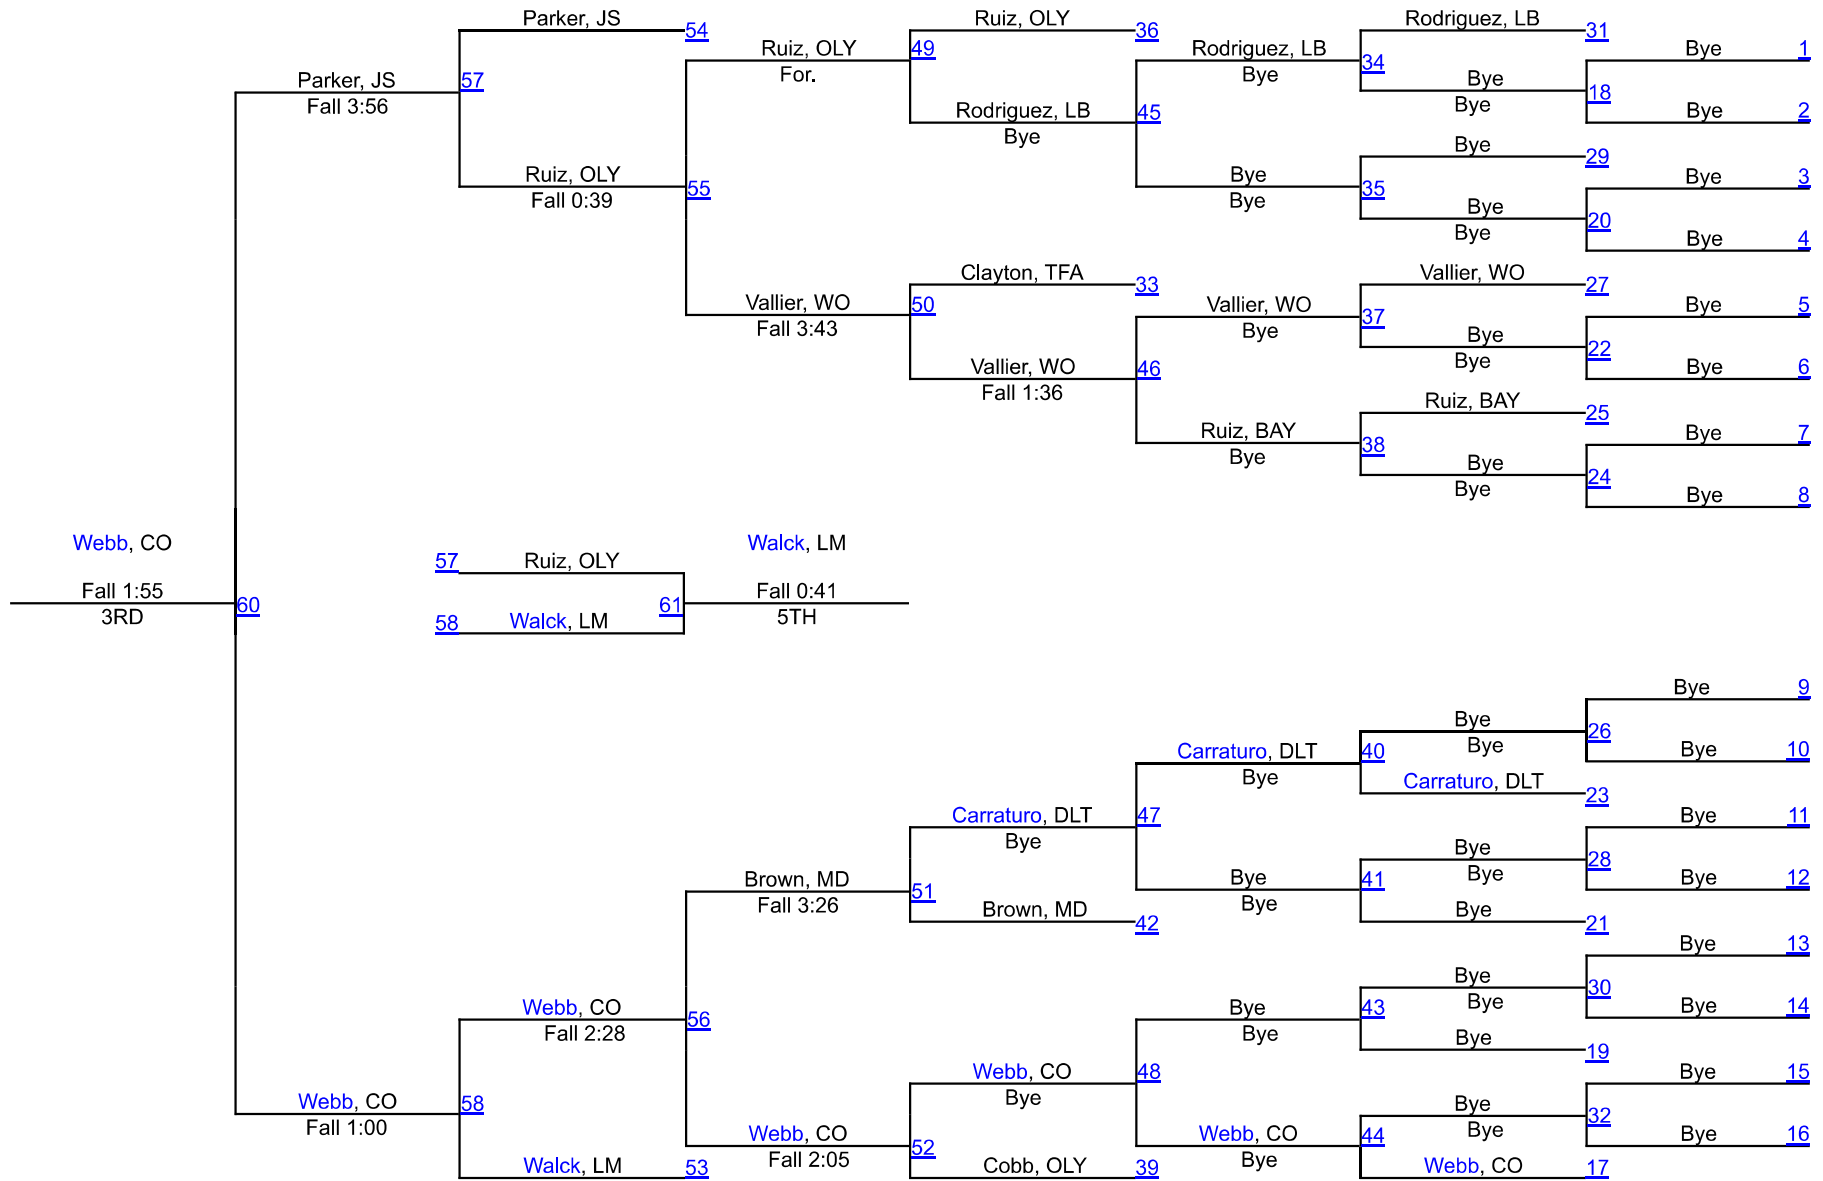 Parker, JS
54
Ruiz, OLY
36
Rodriguez, LB
31
Ruiz, OLY
For.
49
Rodriguez, LB
Bye
34
Bye
1
Parker, JS
Fall 3:56
57
Bye
Bye
18
Rodriguez, LB
Bye
45
Bye
2
Bye
29
Ruiz, OLY
Fall 0:39
55
Bye
Bye
35
Bye
3
Bye
Bye
20
Bye
4
Clayton, TFA
33
Vallier, WO
27
Vallier, WO
Fall 3:43
50
Vallier, WO
Bye
37
Bye
5
Bye
Bye
22
Vallier, WO
Fall 1:36
46
Bye
6
Ruiz, BAY
25
Ruiz, BAY
Bye
38
Bye
7
Bye
Bye
24
Bye
8
Webb, CO
Fall 1:55
3RD
60
57
Ruiz, OLY
58
Walck, LM
61
Walck, LM
Fall 0:41
5TH
Bye
9
Bye
Bye
26
Carraturo, DLT
Bye
40
Bye
10
Carraturo, DLT
23
Carraturo, DLT
Bye
47
Bye
11
Bye
Bye
28
Brown, MD
Fall 3:26
51
Bye
Bye
41
Bye
12
Brown, MD
42
Bye
21
Bye
13
Bye
Bye
30
Webb, CO
Fall 2:28
56
Bye
Bye
43
Bye
14
Bye
19
Webb, CO
Bye
48
Bye
15
Webb, CO
Fall 1:00
58
Bye
Bye
32
Webb, CO
Fall 2:05
52
Webb, CO
Bye
44
Bye
16
Walck, LM
53
Cobb, OLY
39
Webb, CO
17